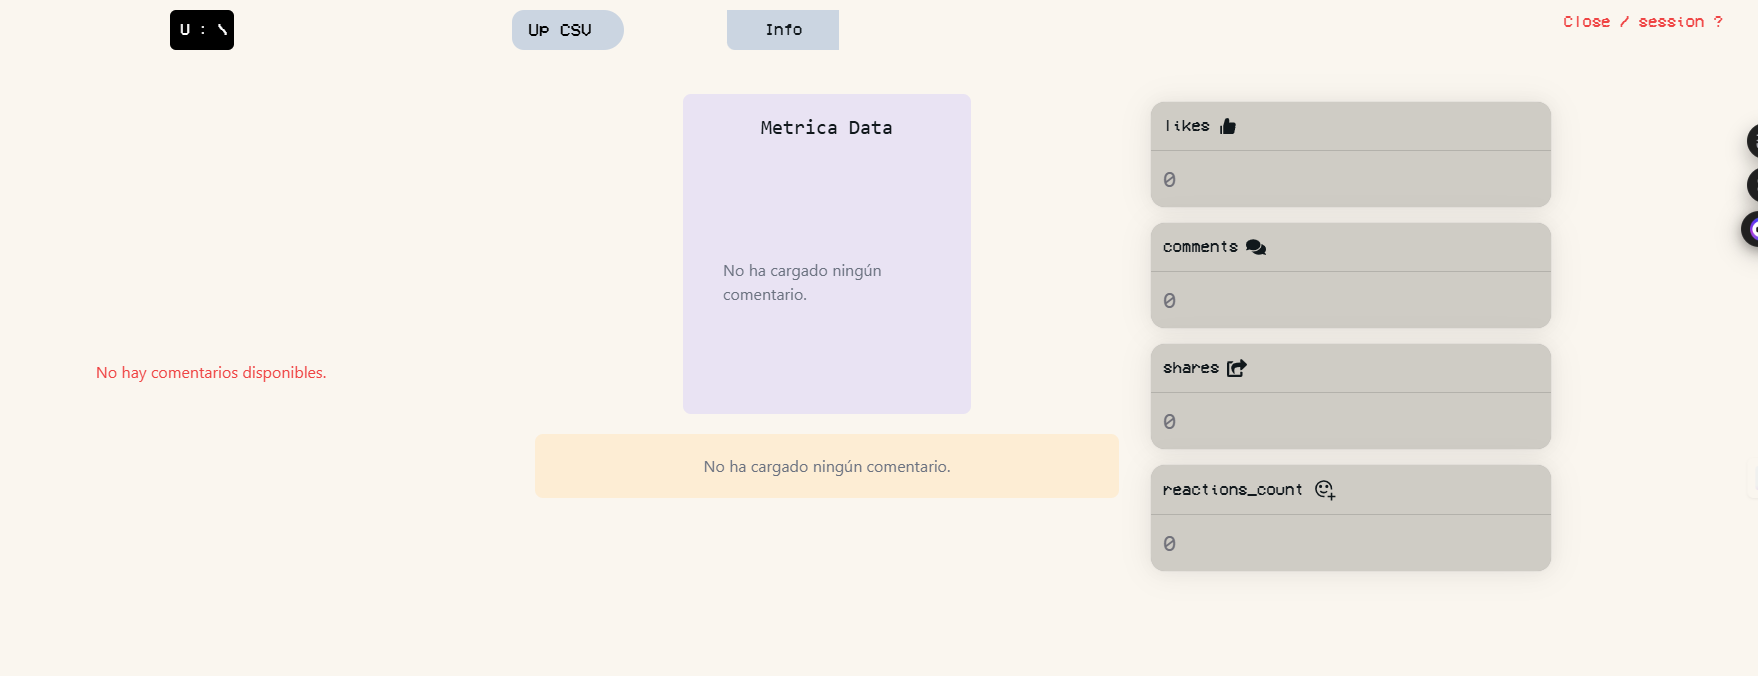 U : \
Up CSV
Info
Close / session ?
Metrica Data
No ha cargado ningún
comentario.
No hay comentarios disponibles.
No ha cargado ningún comentario.
likes
0
comments
0
shares
0
reactions_count
0